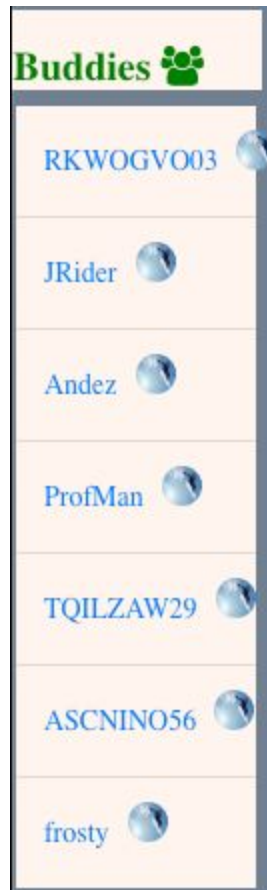 Buddies
RKWOGVO03
JRider
Andez
ProfMan
TQILZAW29
ASCNINO56
frosty